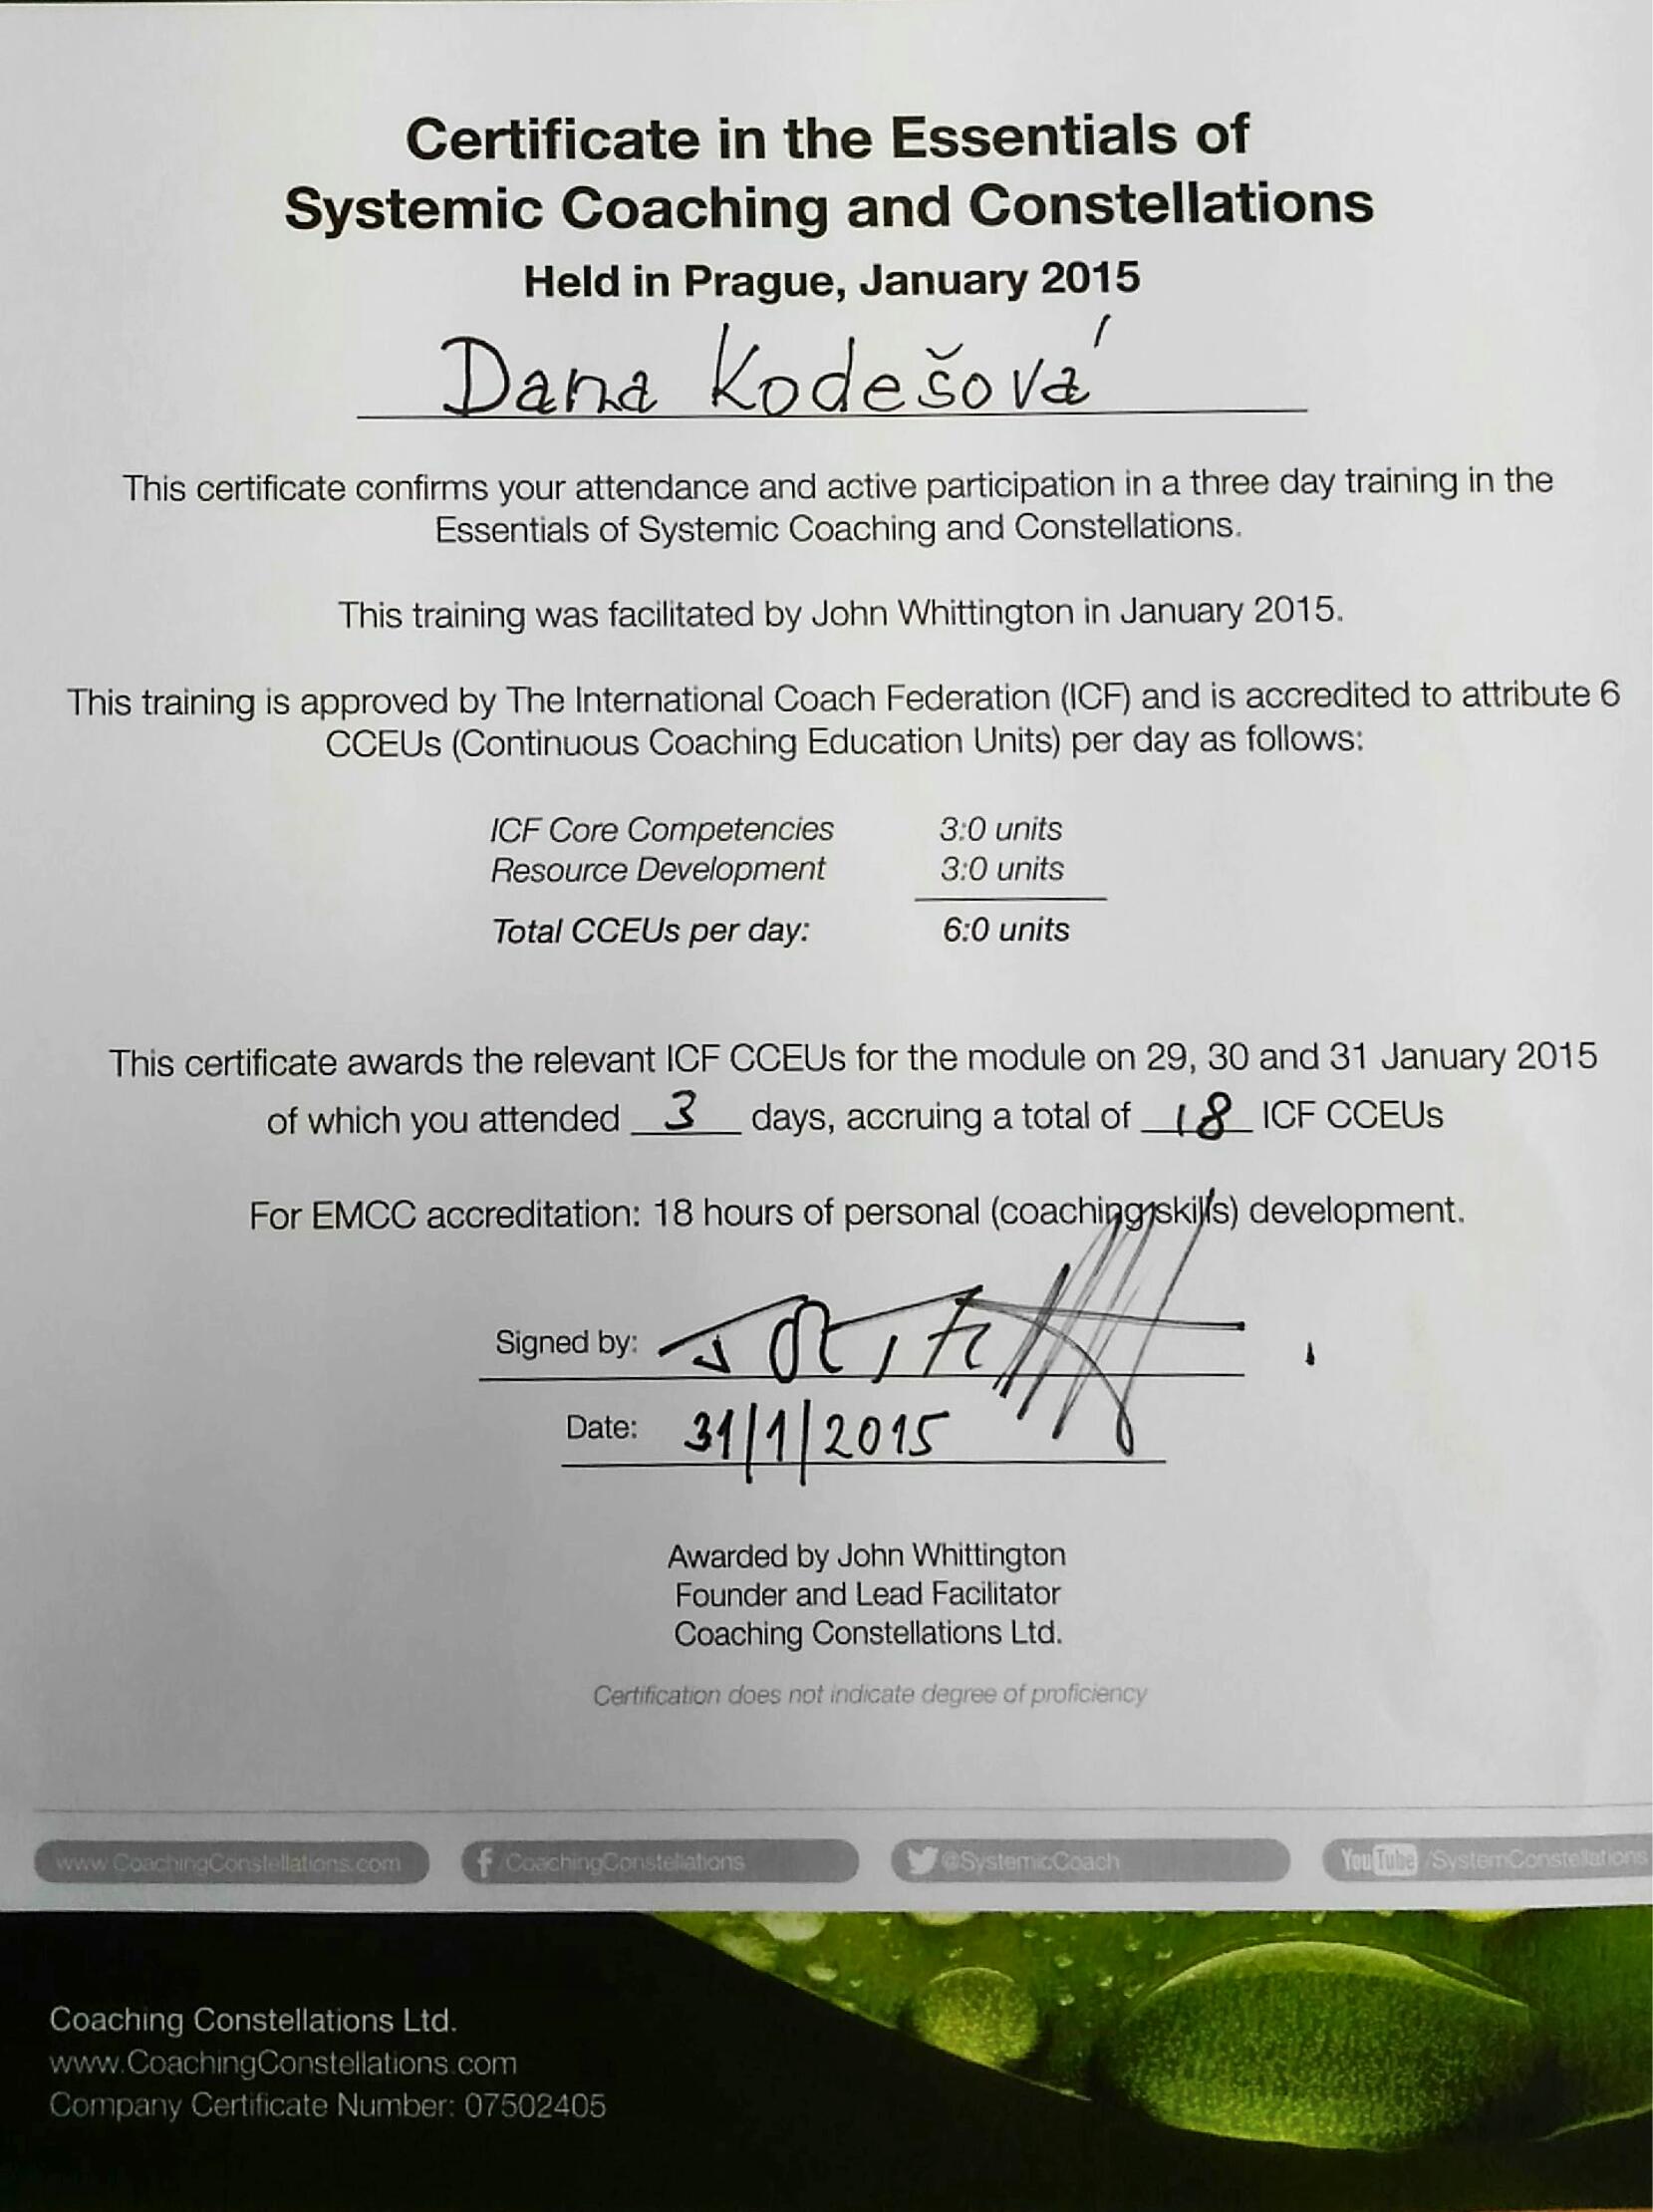 Certificate in the Essentials of
Systemic Coaching and Constellations
Held in Prague, January 2015
Dana Kodešová
This certificate confirms your attendance and active participation in a three day training in the
Essentials of Systemic Coaching and Constellations.
This training was facilitated by John Whittington in January 2015.
This training is approved by The International Coach Federation (ICF) and is accredited to attribute 6
CCEUs (Continuous Coaching Education Units) per day as follows:
ICF Core Competencies 3:0 units
Resource Development 3:0 units
Total CCEUs per day: 6:0 units
This certificate awards the relevant ICF CCEUs for the module on 29, 30 and 31 January 2015
of which you attended 3 days, accruing a total of 18 ICF CCEUs
For EMCC accreditation: 18 hours of personal (coaching skills) development.
Signed by:
Date: 31/1/2015
Awarded by John Whittington
Founder and Lead Facilitator
Coaching Constellations Ltd.
Certification does not indicate degree of proficiency
www.CoachingConstellations.com f CoachingConstellations @SystemicCoach YouTube /SystemConstellations
Coaching Constellations Ltd.
www.CoachingConstellations.com
Company Certificate Number: 07502405